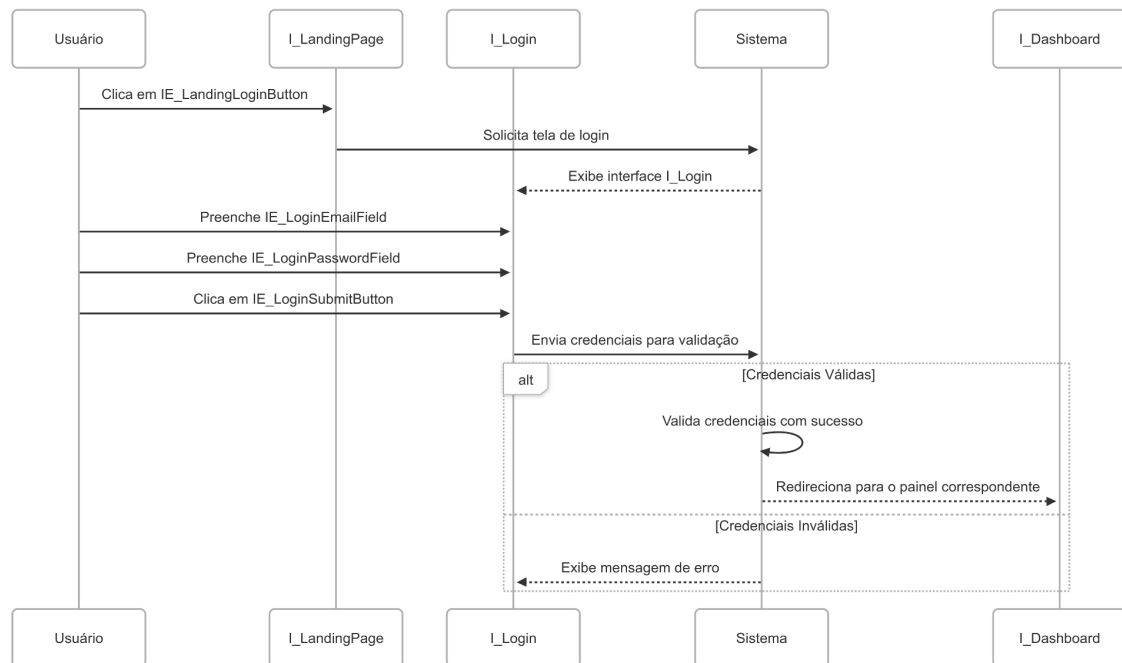 Usuário
I_LandingPage
I_Login
Sistema
I_Dashboard
Clica em IE_LandingLoginButton
Solicita tela de login
Exibe interface I_Login
Preenche IE_LoginEmailField
Preenche IE_LoginPasswordField
Clica em IE_LoginSubmitButton
Envia credenciais para validação
alt
[Credenciais Válidas]
Valida credenciais com sucesso
Redireciona para o painel correspondente
[Credenciais Inválidas]
Exibe mensagem de erro
Usuário
I_LandingPage
I_Login
Sistema
I_Dashboard